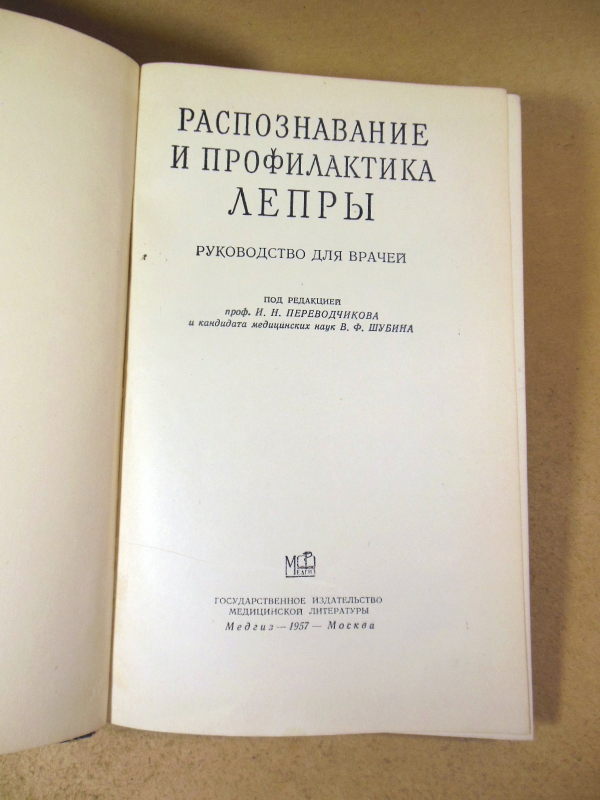 РАСПОЗНАВАНИЕ
И ПРОФИЛАКТИКА
ЛЕПРЫ
РУКОВОДСТВО ДЛЯ ВРАЧЕЙ
ПОД РЕДАКЦИЕЙ
проф. И. Н. ПЕРЕВОДЧИКОВА
и кандидата медицинских наук В. Ф. ШУБИНА
МЕДГИЗ
ГОСУДАРСТВЕННОЕ ИЗДАТЕЛЬСТВО
МЕДИЦИНСКОЙ ЛИТЕРАТУРЫ
Медгиз — 1957 — Москва